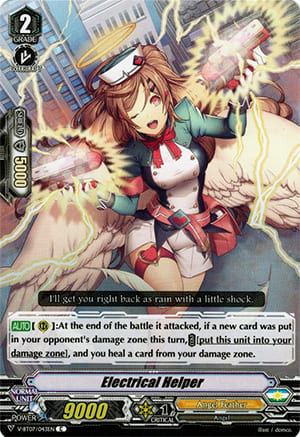 2
GRADE
INTERCEPT
SHIELD
5000
I'll get you right back as rain with a little shock.
AUTO【 】:At the end of the battle it attacked, if a new card was put
in your opponent's damage zone this turn, [put this unit into your
damage zone], and you heal a card from your damage zone.
NORMAL
UNIT
Electrical Helper
POWER
9000
1
CRITICAL
Angel Feather
Angel
V-BT07/043EN C
Illust / domco.